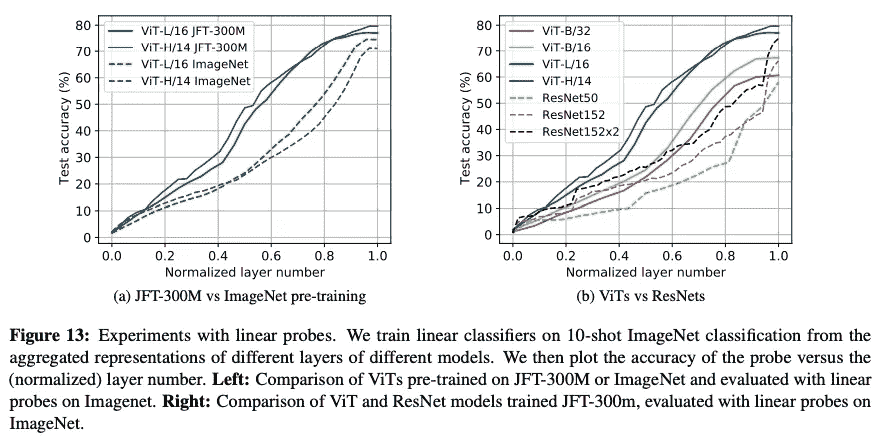 ViT-L/16 JFT-300M
ViT-H/14 JFT-300M
ViT-L/16 ImageNet
ViT-H/14 ImageNet
80
70
60
50
40
30
20
10
0
Test accuracy (%)
0.0 0.2 0.4 0.6 0.8 1.0
Normalized layer number
(a) JFT-300M vs ImageNet pre-training
ViT-B/32
ViT-B/16
ViT-L/16
ViT-H/14
ResNet50
ResNet152
ResNet152x2
80
70
60
50
40
30
20
10
0
Test accuracy (%)
0.0 0.2 0.4 0.6 0.8 1.0
Normalized layer number
(b) ViTs vs ResNets
Figure 13: Experiments with linear probes. We train linear classifiers on 10-shot ImageNet classification from the
aggregated representations of different layers of different models. We then plot the accuracy of the probe versus the
(normalized) layer number. Left: Comparison of ViTs pre-trained on JFT-300M or ImageNet and evaluated with linear
probes on Imagenet. Right: Comparison of ViT and ResNet models trained JFT-300m, evaluated with linear probes on
ImageNet.